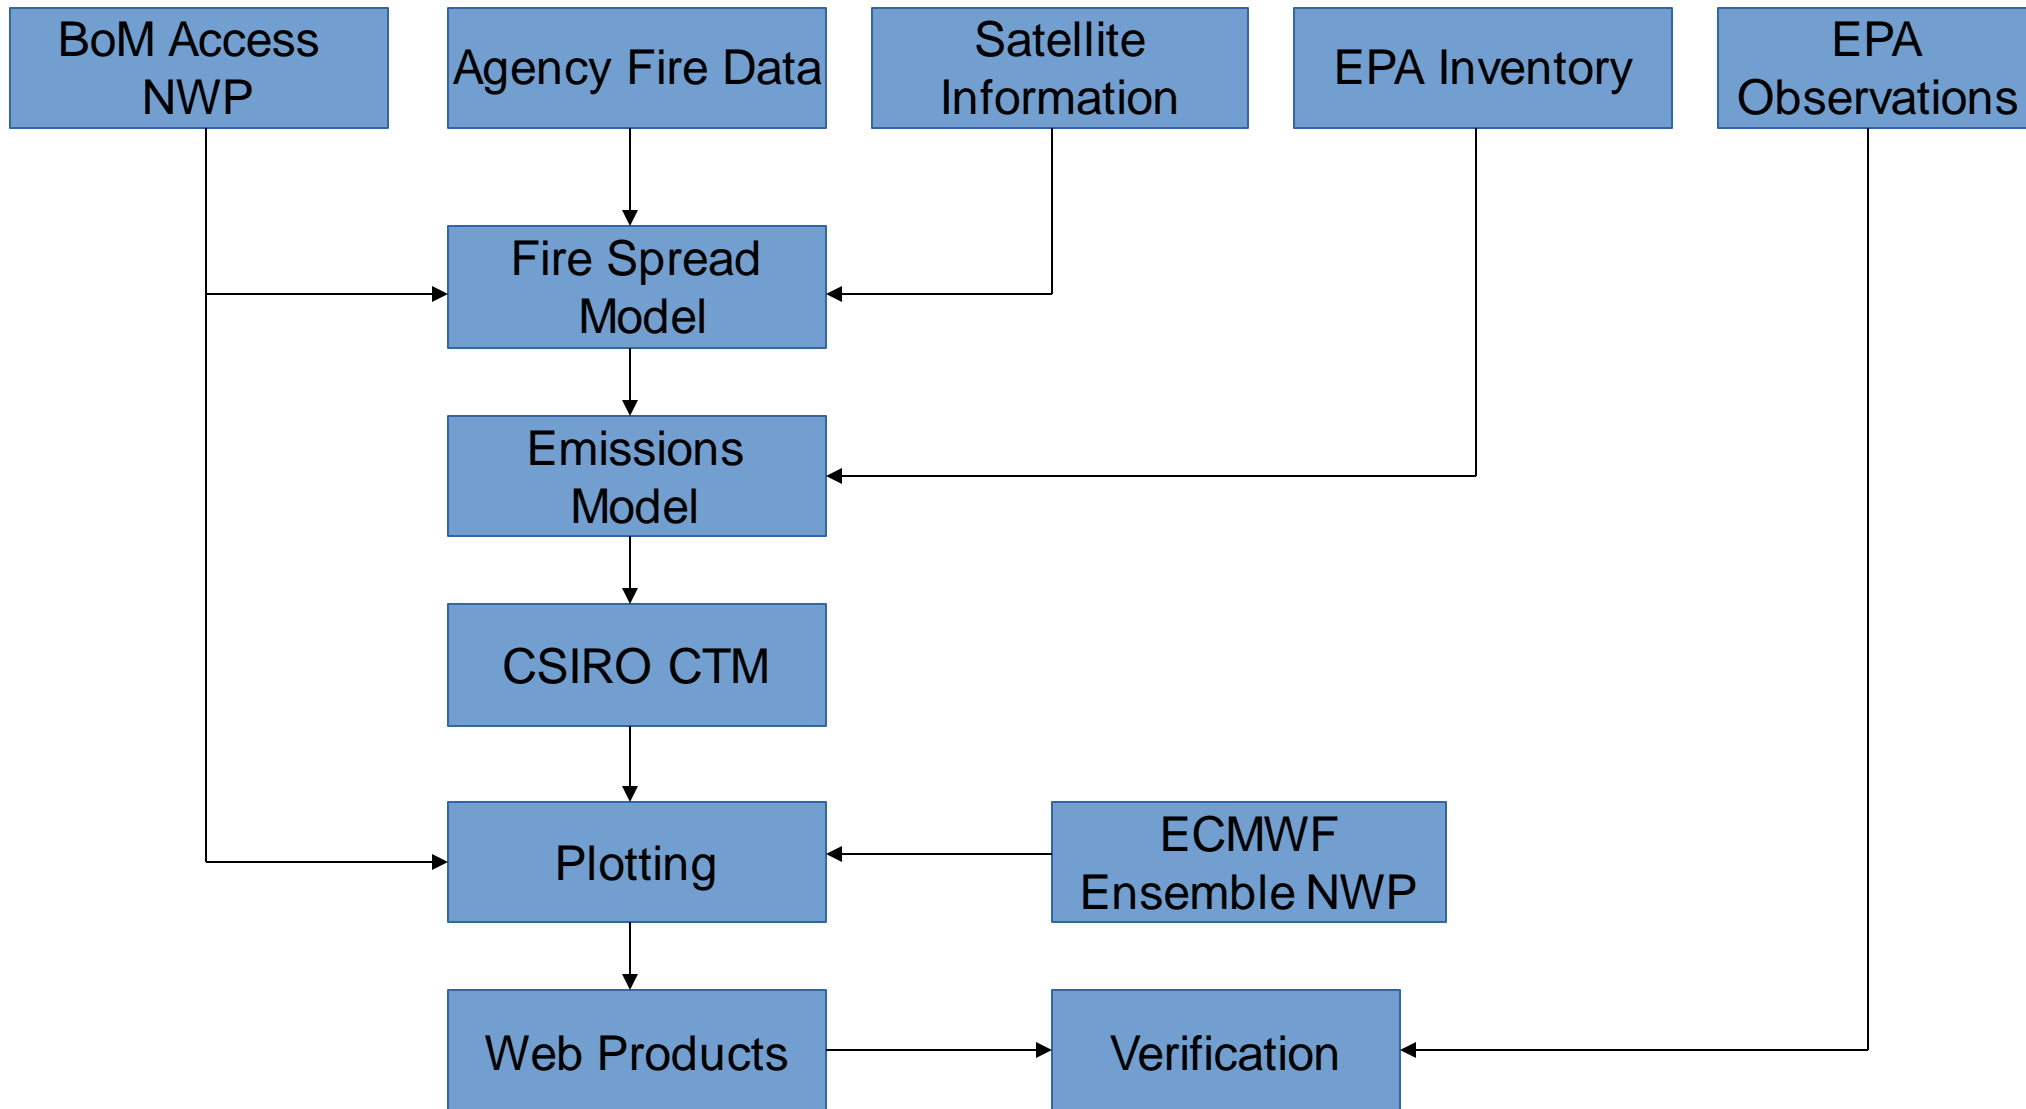 BoM Access
NWP
Agency Fire Data
Satellite
Information
EPA Inventory
EPA
Observations
Fire Spread
Model
Emissions
Model
CSIRO CTM
Plotting
ECMWF
Ensemble NWP
Web Products
Verification